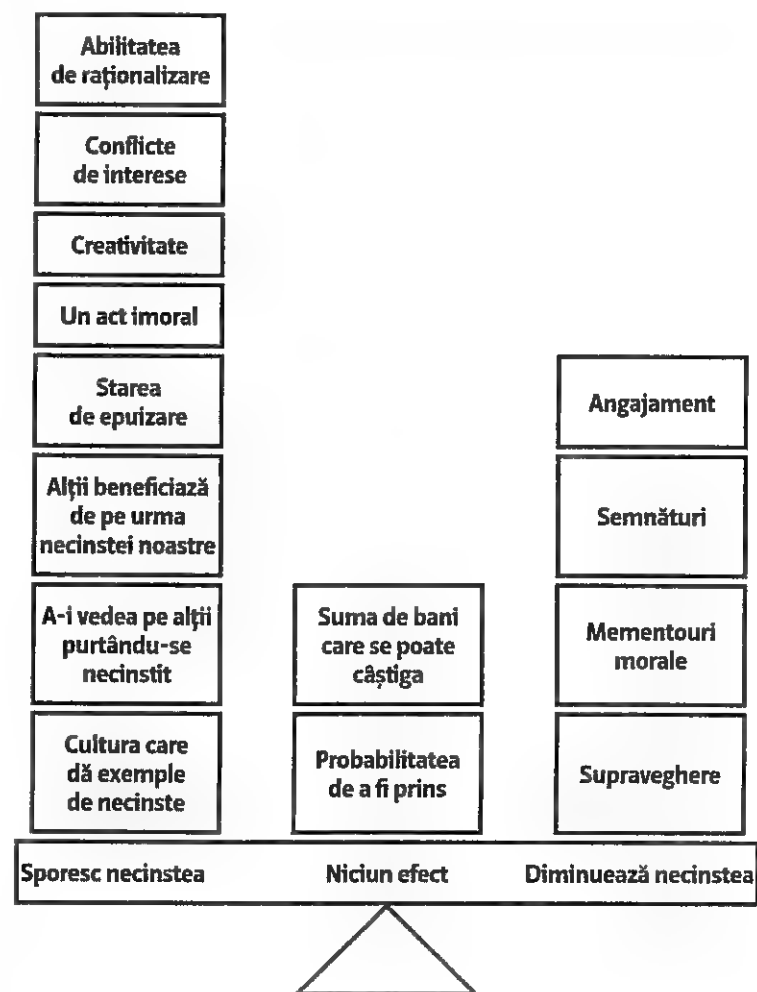 Abilitatea
de raționalizare
Conflicte
de interese
Creativitate
Un act imoral
Starea
de epuizare
Alții beneficiază
de pe urma
necinstei noastre
A-i vedea pe alții
purtându-se
necinstit
Cultura care
dă exemple
de necinste
Suma de bani
care se poate
câștiga
Probabilitatea
de a fi prins
Angajament
Semnături
Mementouri
morale
Supraveghere
Sporesc necinstea
Niciun efect
Diminuează necinstea